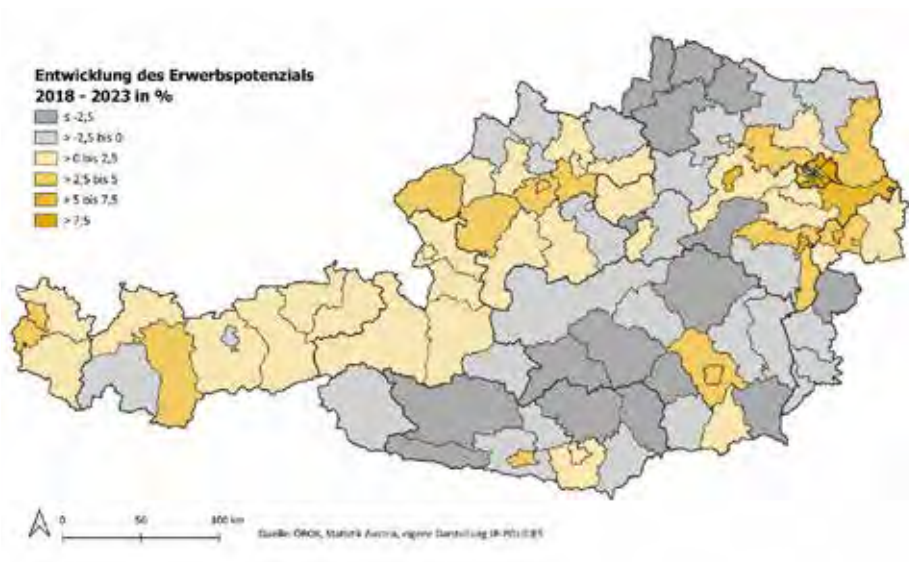 Entwicklung des Erwerbspotenzials
2018 - 2023 in %
≤ -2,5
> -2,5 bis 0
> 0 bis 2,5
> 2,5 bis 5
> 5 bis 7,5
> 7,5
0 50 100 km
Quelle: ÖROK, Statistik Austria, eigene Darstellung